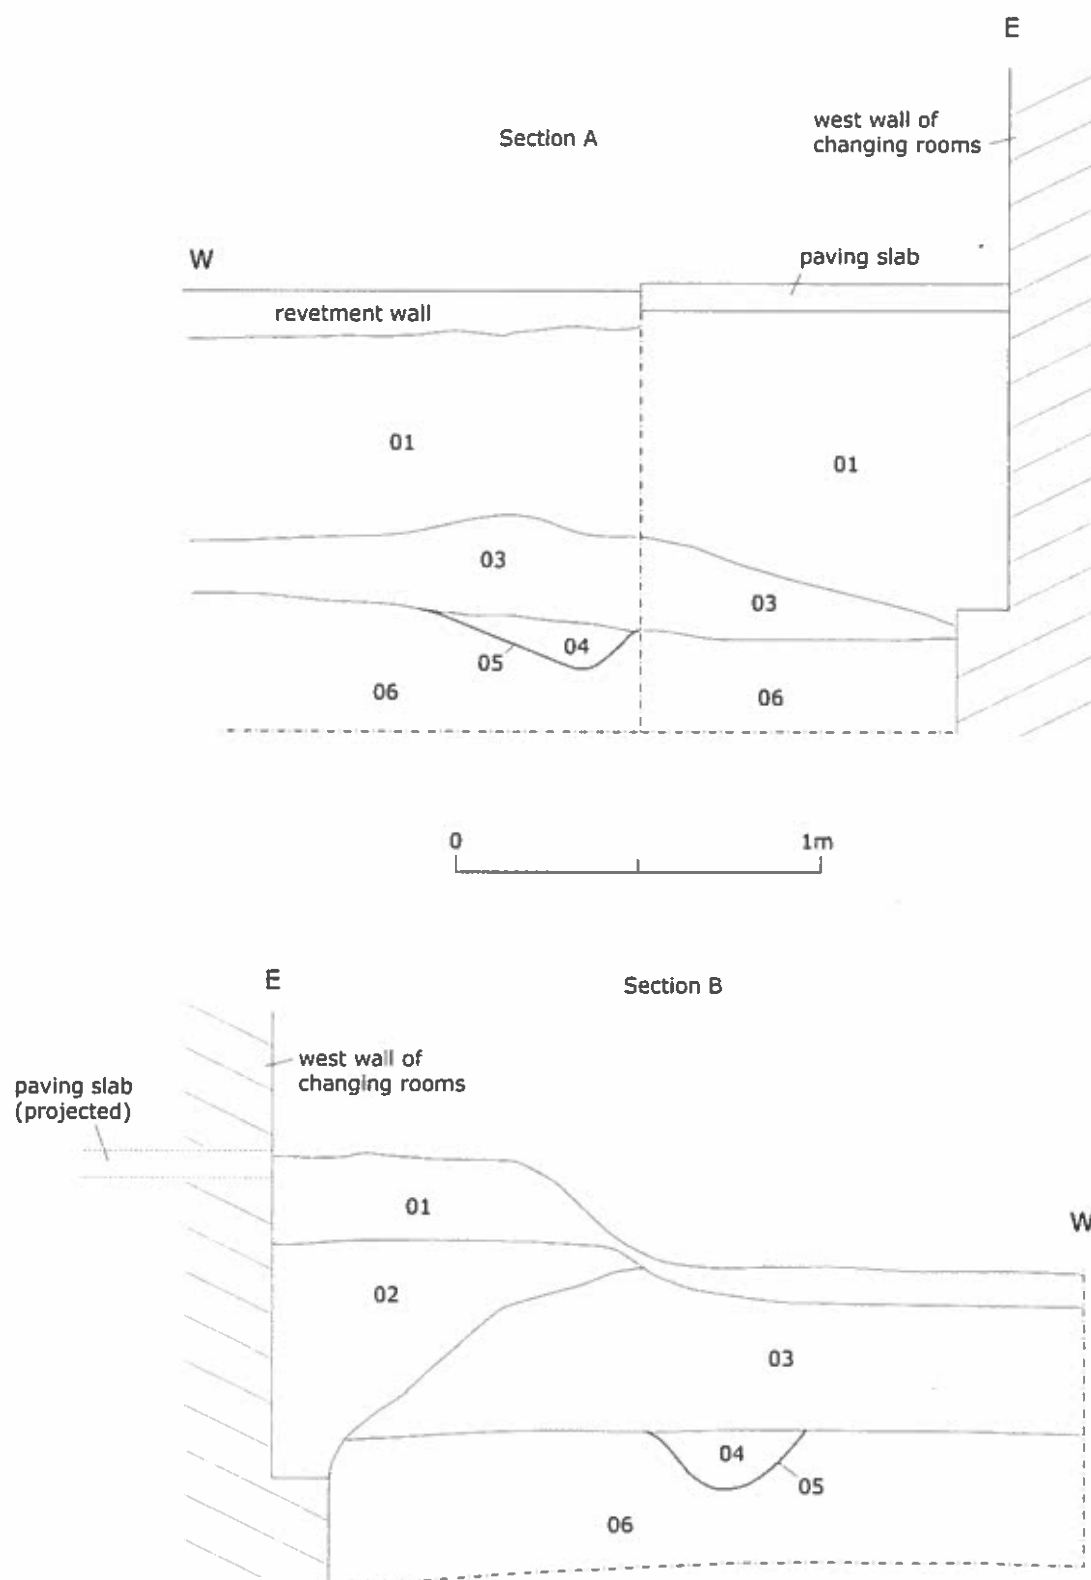 E
Section A
west wall of
changing rooms
W
paving slab
revetment wall
01
01
03
03
04
05
06
06
0
1m
E
Section B
west wall of
changing rooms
paving slab
(projected)
01
W
02
03
04
05
06